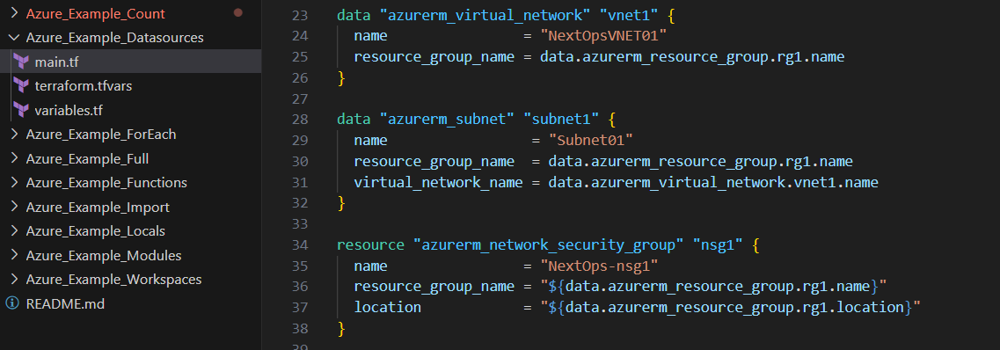 Azure_Example_Count
Azure_Example_Datasources
main.tf
terraform.tfvars
variables.tf
Azure_Example_ForEach
Azure_Example_Full
Azure_Example_Functions
Azure_Example_Import
Azure_Example_Locals
Azure_Example_Modules
Azure_Example_Workspaces
README.md
23 data "azurerm_virtual_network" "vnet1" {
24   name                = "NextOpsVNET01"
25   resource_group_name = data.azurerm_resource_group.rg1.name
26 }
27
28 data "azurerm_subnet" "subnet1" {
29   name                 = "Subnet01"
30   resource_group_name  = data.azurerm_resource_group.rg1.name
31   virtual_network_name = data.azurerm_virtual_network.vnet1.name
32 }
33
34 resource "azurerm_network_security_group" "nsg1" {
35   name                = "NextOps-nsg1"
36   resource_group_name = "${data.azurerm_resource_group.rg1.name}"
37   location            = "${data.azurerm_resource_group.rg1.location}"
38 }
39